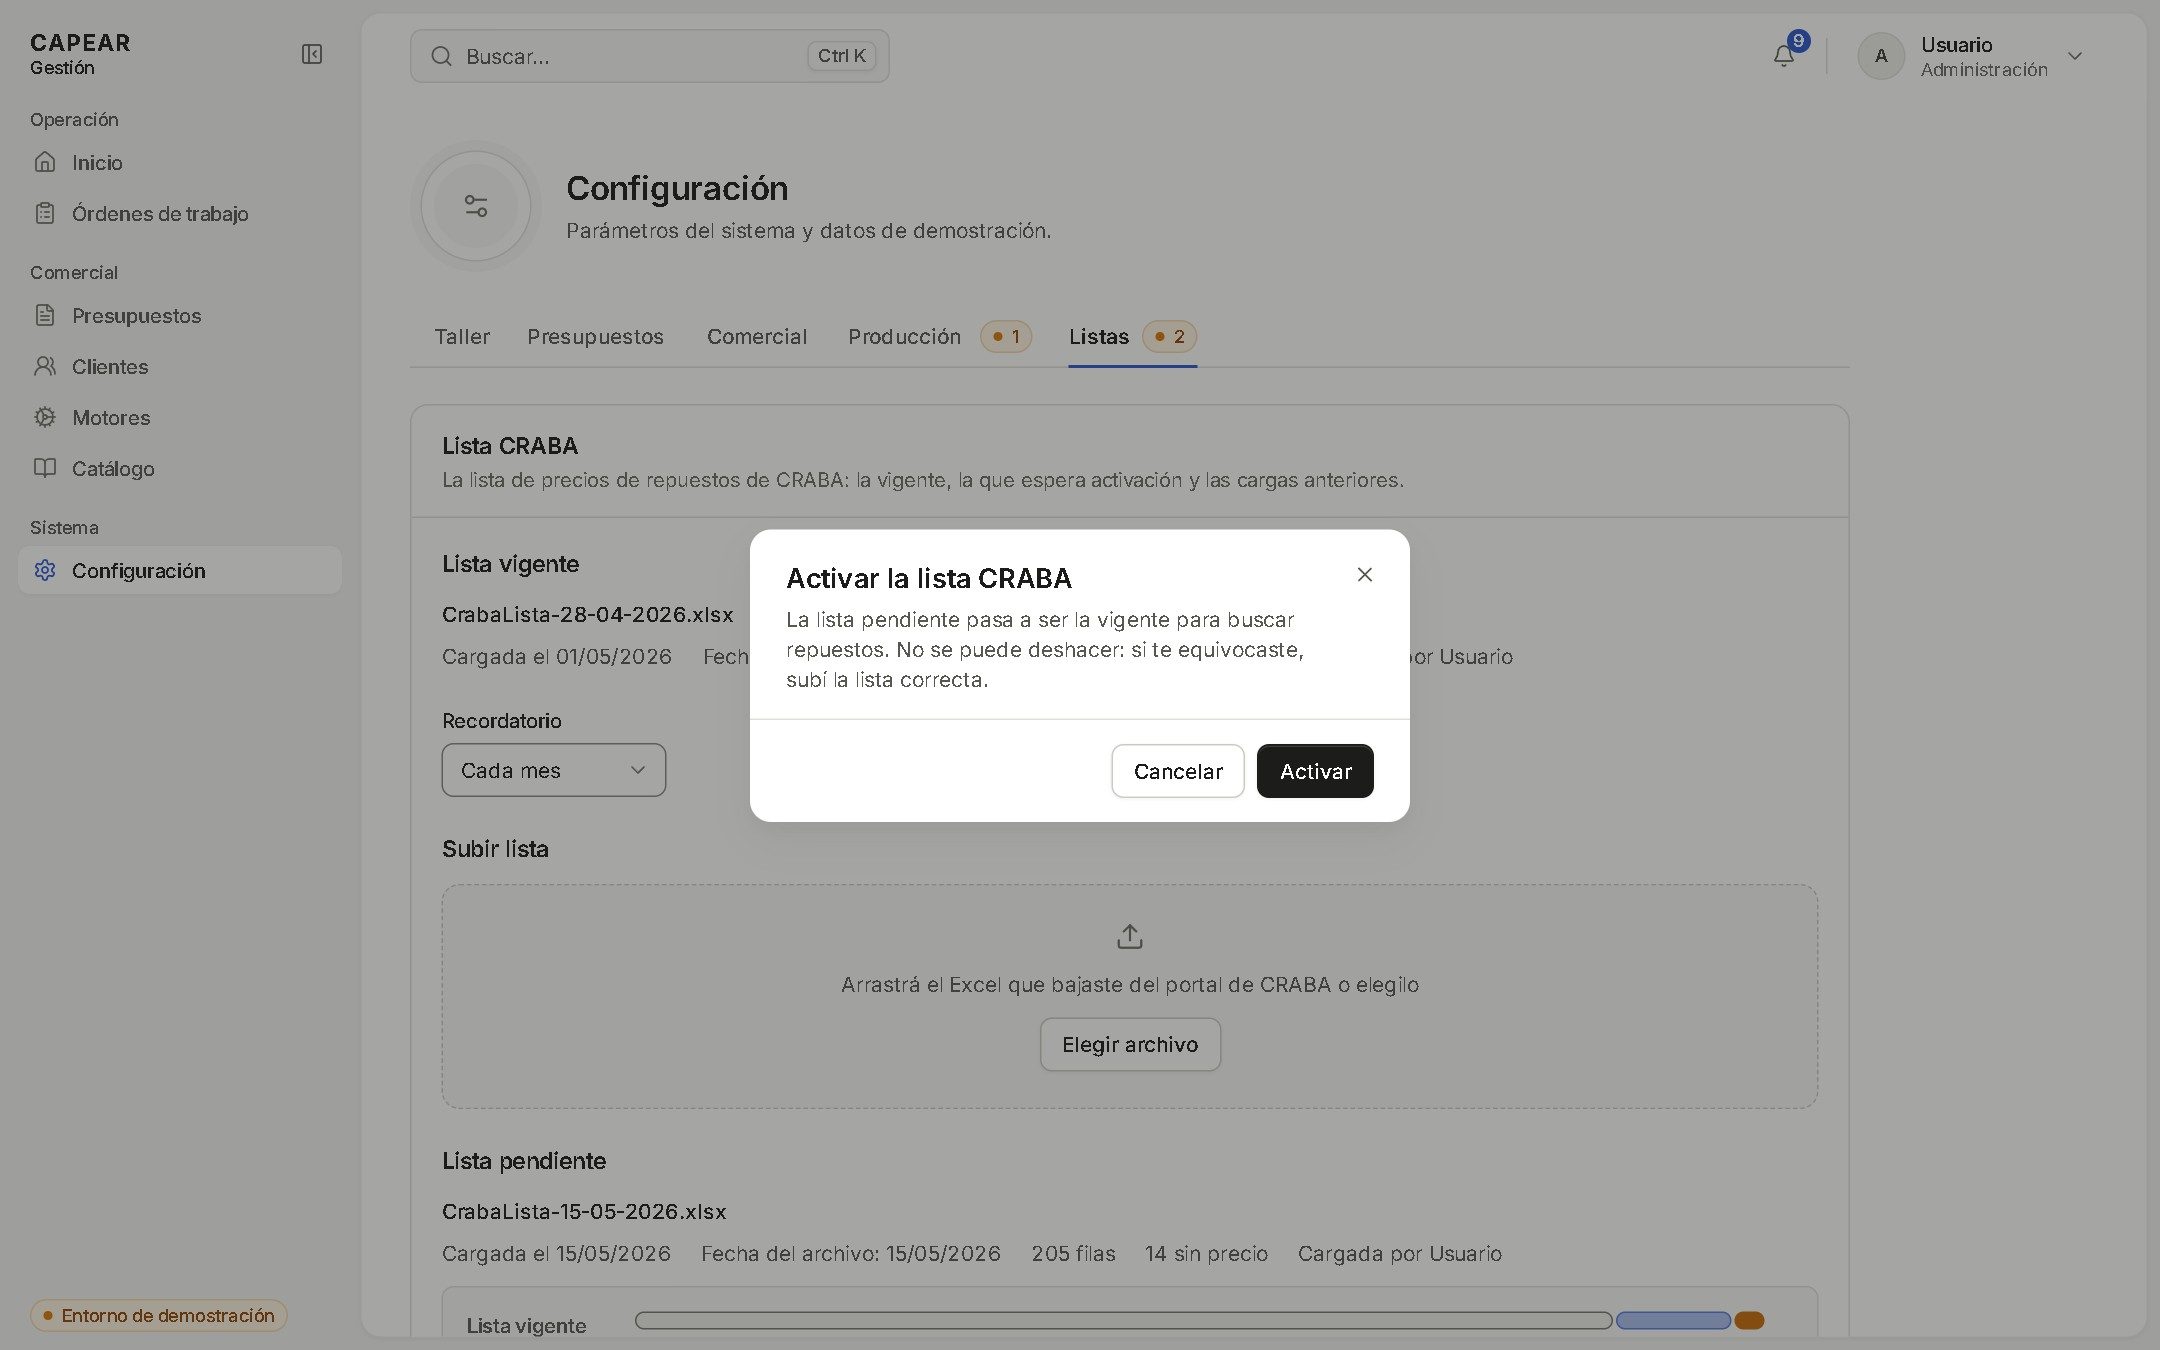 CAPEAR
Gestión
Operación
Inicio
Órdenes de trabajo
Comercial
Presupuestos
Clientes
Motores
Catálogo
Sistema
Configuración
Entorno de demostración
Buscar...
Ctrl K
9
A
Usuario
Administración
Configuración
Parámetros del sistema y datos de demostración.
Taller
Presupuestos
Comercial
Producción 1
Listas 2
Lista CRABA
La lista de precios de repuestos de CRABA: la vigente, la que espera activación y las cargas anteriores.
Lista vigente
CrabaLista-28-04-2026.xlsx
Cargada el 01/05/2026 Fech or Usuario
Recordatorio
Cada mes
Activar la lista CRABA
La lista pendiente pasa a ser la vigente para buscar
repuestos. No se puede deshacer: si te equivocaste,
subí la lista correcta.
Cancelar
Activar
Subir lista
Arrastrá el Excel que bajaste del portal de CRABA o elegilo
Elegir archivo
Lista pendiente
CrabaLista-15-05-2026.xlsx
Cargada el 15/05/2026 Fecha del archivo: 15/05/2026 205 filas 14 sin precio Cargada por Usuario
Lista vigente